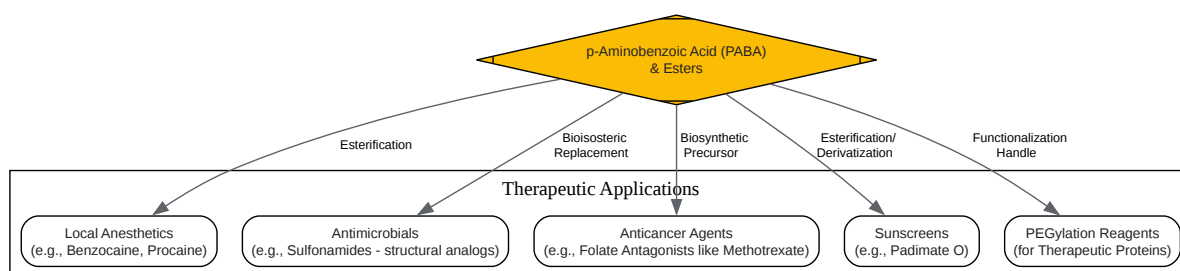 p-Aminobenzoic Acid (PABA)
& Esters
Esterification
Bioisosteric
Replacement
Biosynthetic
Precursor
Esterification/
Derivatization
Functionalization
Handle
Therapeutic Applications
Local Anesthetics
(e.g., Benzocaine, Procaine)
Antimicrobials
(e.g., Sulfonamides - structural analogs)
Anticancer Agents
(e.g., Folate Antagonists like Methotrexate)
Sunscreens
(e.g., Padimate O)
PEGylation Reagents
(for Therapeutic Proteins)